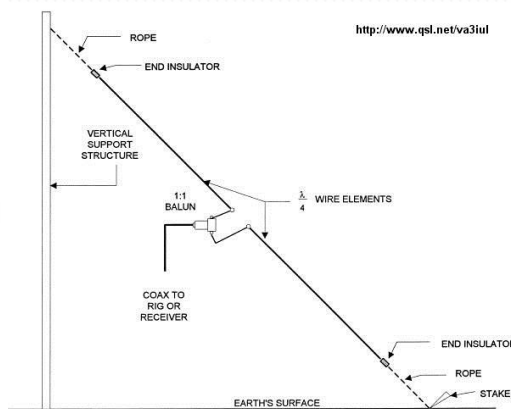 http://www.qsl.net/va3iul
ROPE
END INSULATOR
VERTICAL
SUPPORT
STRUCTURE
1:1
BALUN
λ
4
WIRE ELEMENTS
COAX TO
RIG OR
RECEIVER
END INSULATOR
ROPE
STAKE
EARTH'S SURFACE